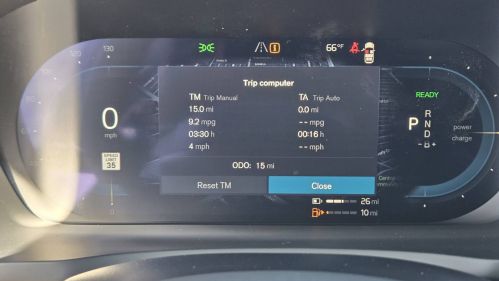 130
66°F
Trip computer
TM Trip Manual
TA Trip Auto
15.0 mi
0.0 mi
9.2 mpg
-- mpg
03:30 h
00:16 h
4 mph
-- mph
ODO: 15 mi
Reset TM
Close
0
mph
SPEED
LIMIT
35
0
READY
P
R
N
D
-B+
power
charge
26 mi
10 mi